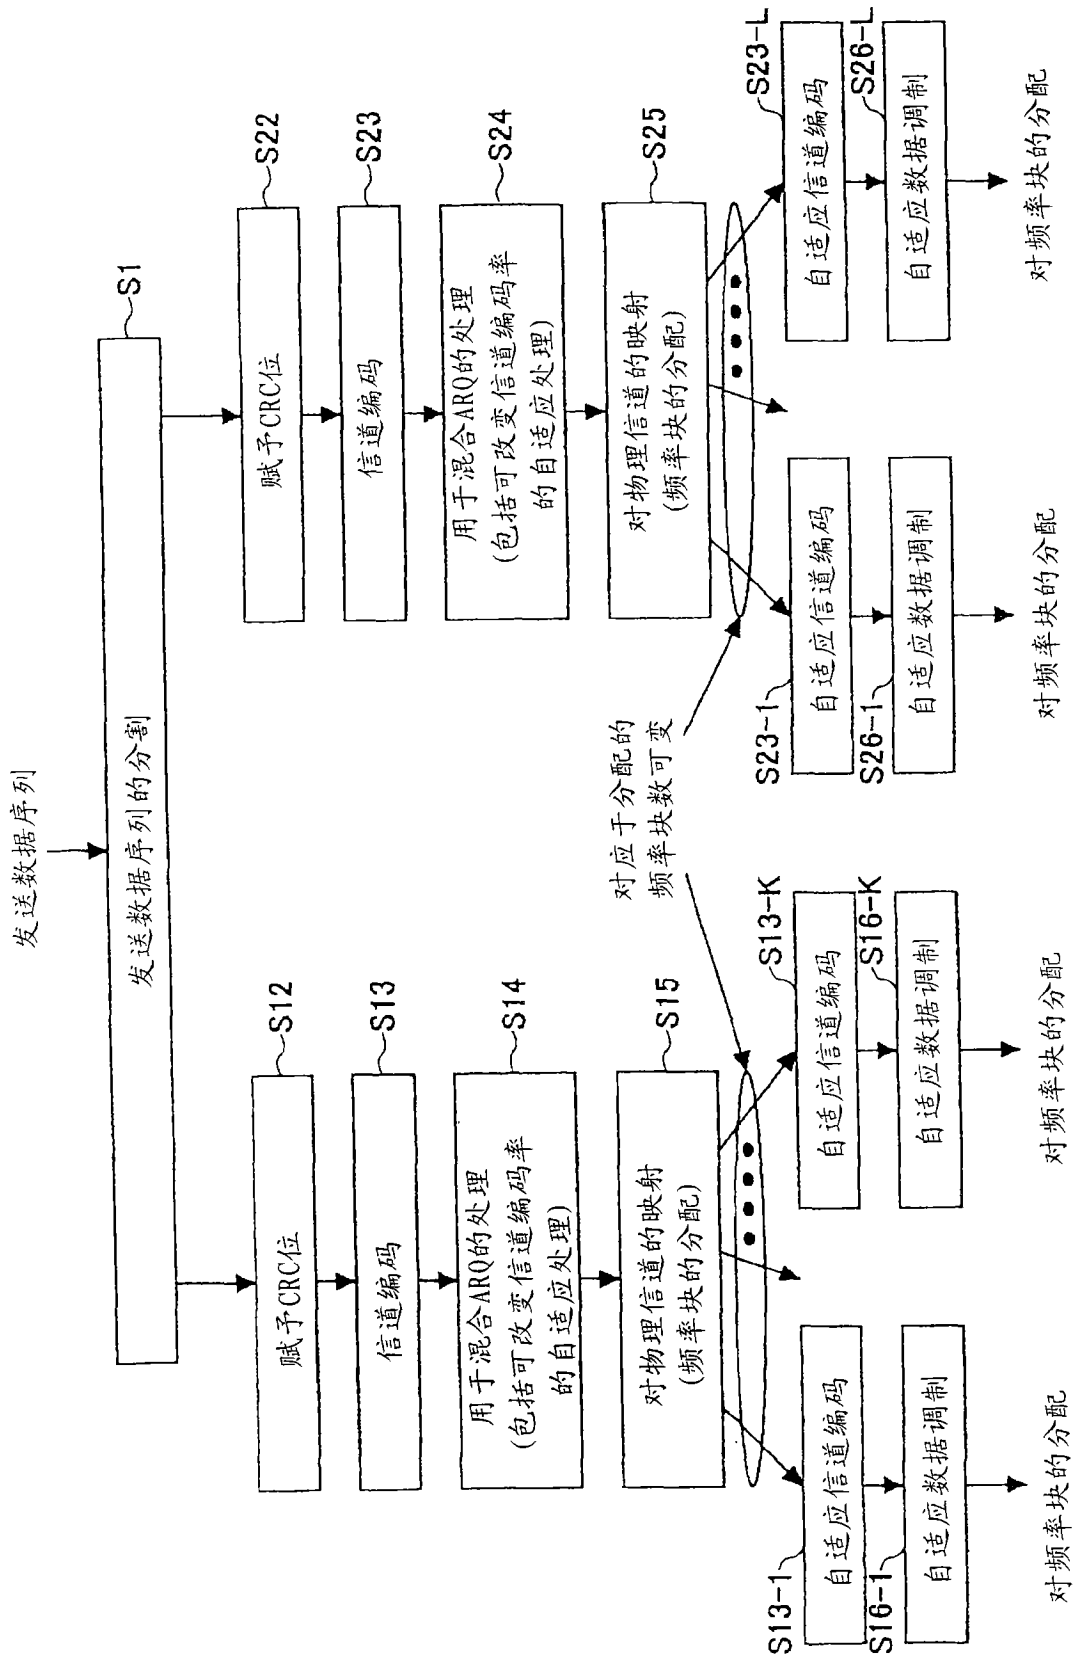 发送数据序列
发送数据序列的分割
S1
赋予CRC位
S12
信道编码
S13
用于混合ARQ的处理
(包括可改变信道编码率
的自适应处理)
S14
对物理信道的映射
(频率块的分配)
S15
赋予CRC位
S22
信道编码
S23
用于混合ARQ的处理
(包括可改变信道编码率
的自适应处理)
S24
对物理信道的映射
(频率块的分配)
S25
对应于分配的
频率块数可变
S13-1
自适应信道编码
S16-1
自适应数据调制
对频率块的分配
S13-K
自适应信道编码
S16-K
自适应数据调制
对频率块的分配
S23-1
自适应信道编码
S26-1
自适应数据调制
对频率块的分配
S23-L
自适应信道编码
S26-L
自适应数据调制
对频率块的分配